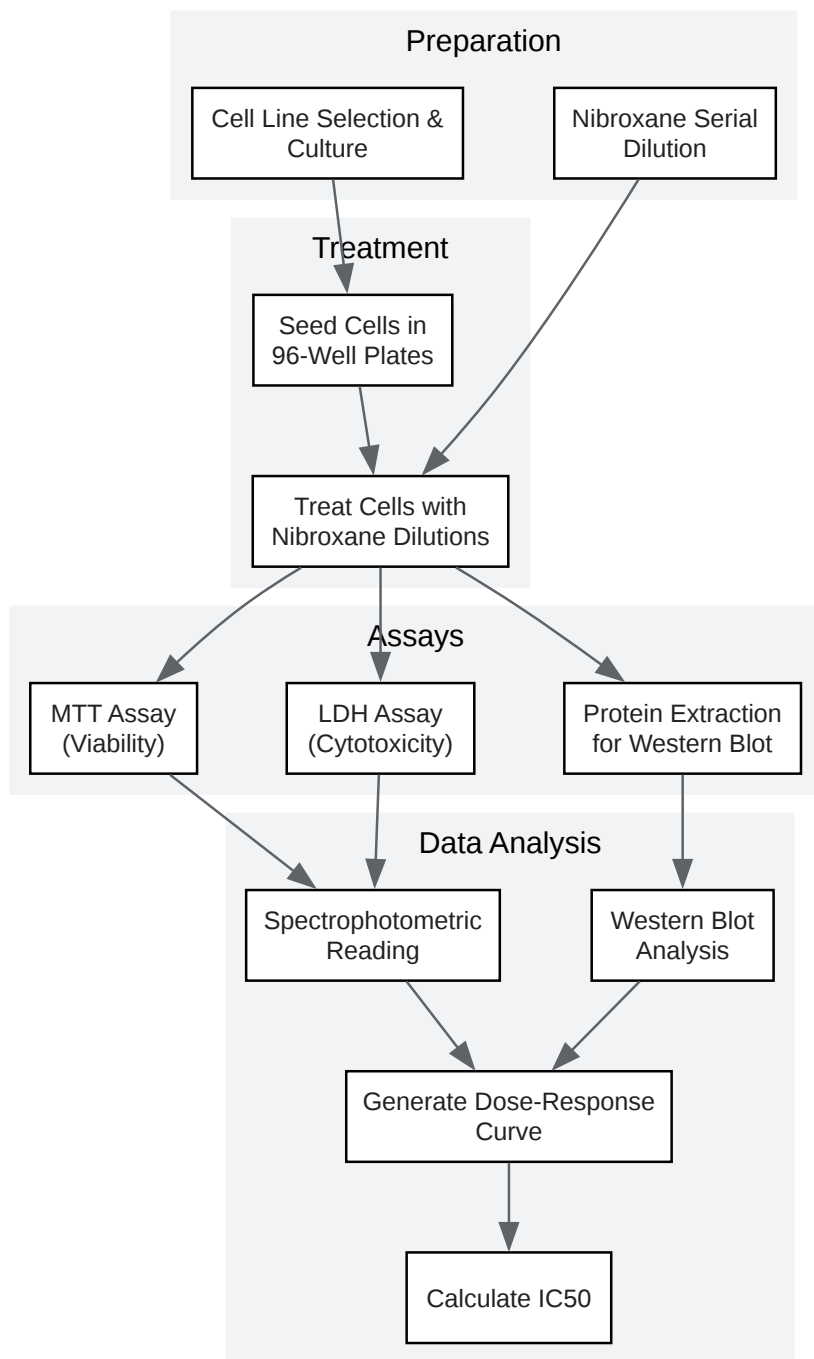 Preparation
Cell Line Selection &
Culture
Nibroxane Serial
Dilution
Treatment
Seed Cells in
96-Well Plates
Treat Cells with
Nibroxane Dilutions
Assays
MTT Assay
(Viability)
LDH Assay
(Cytotoxicity)
Protein Extraction
for Western Blot
Data Analysis
Spectrophotometric
Reading
Western Blot
Analysis
Generate Dose-Response
Curve
Calculate IC50